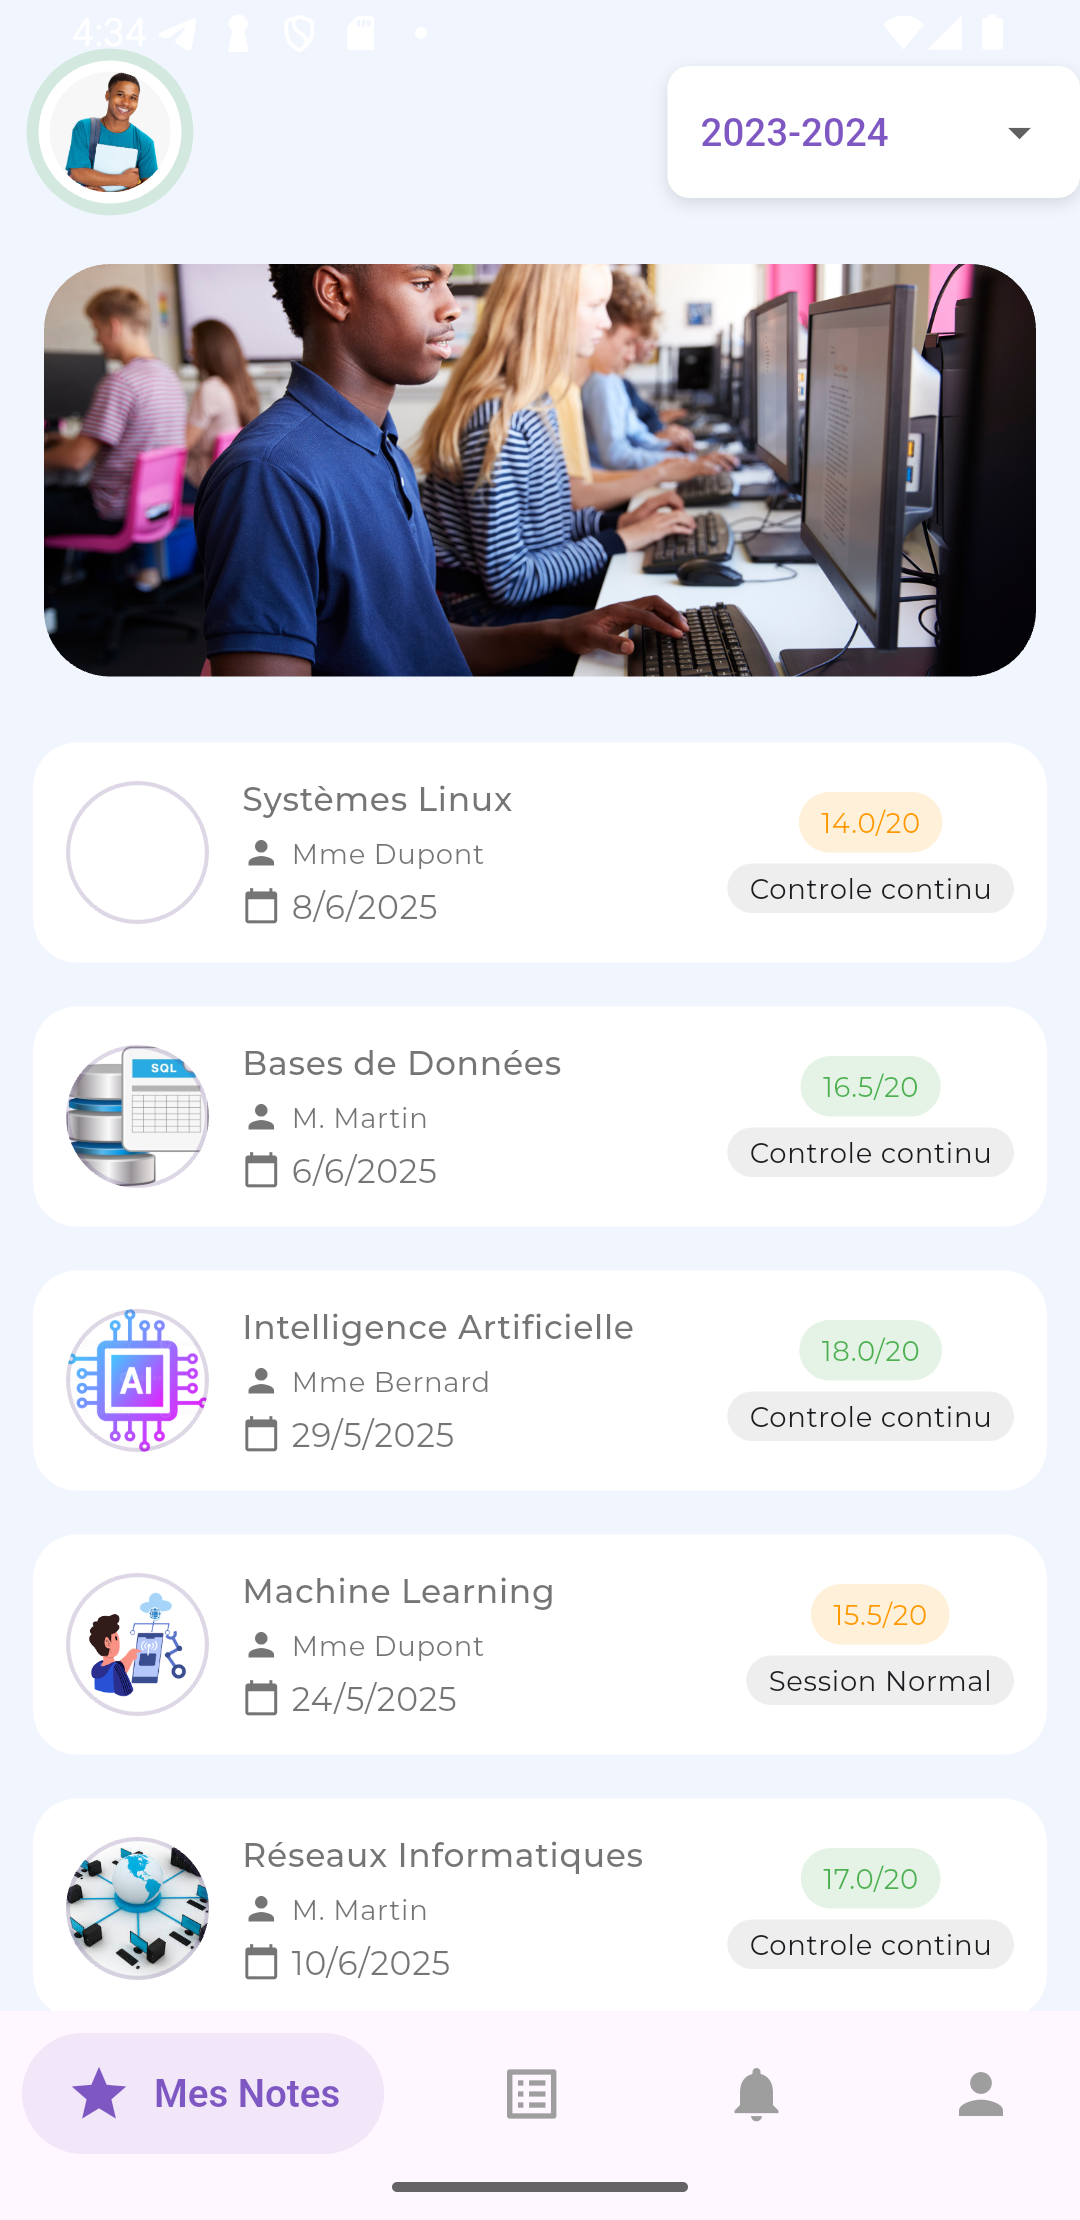 4:34
2023-2024
Systèmes Linux
Mme Dupont
8/6/2025
14.0/20
Controle continu
SQL
Bases de Données
M. Martin
6/6/2025
16.5/20
Controle continu
AI
Intelligence Artificielle
Mme Bernard
29/5/2025
18.0/20
Controle continu
Machine Learning
Mme Dupont
24/5/2025
15.5/20
Session Normal
Réseaux Informatiques
M. Martin
10/6/2025
17.0/20
Controle continu
Mes Notes